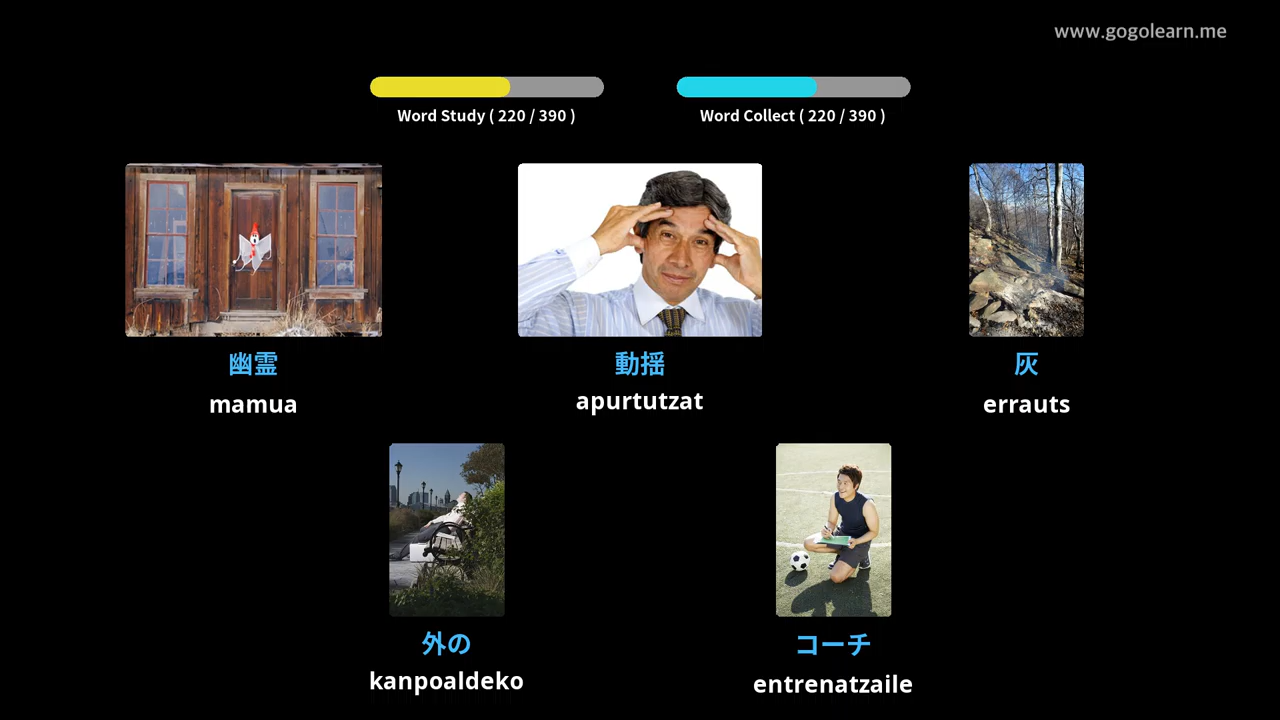 www.gogolearn.me
Word Study ( 220 / 390 )
Word Collect ( 220 / 390 )
幽霊
mamua
動揺
apurtutzat
灰
errauts
外の
kanpoaldeko
コーチ
entrenatzaile